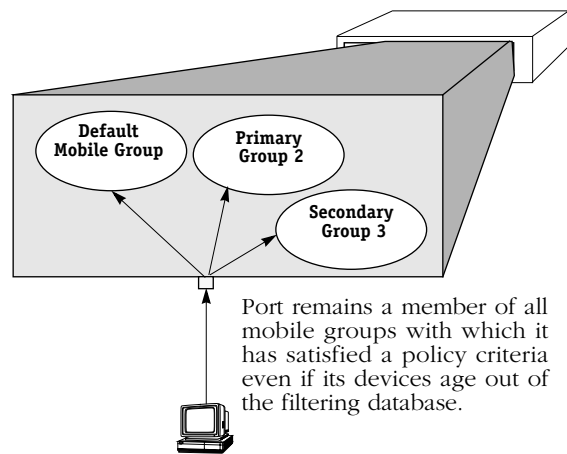 Default
Mobile Group
Primary
Group 2
Secondary
Group 3
Port remains a member of all
mobile groups with which it
has satisfied a policy criteria
even if its devices age out of
the filtering database.